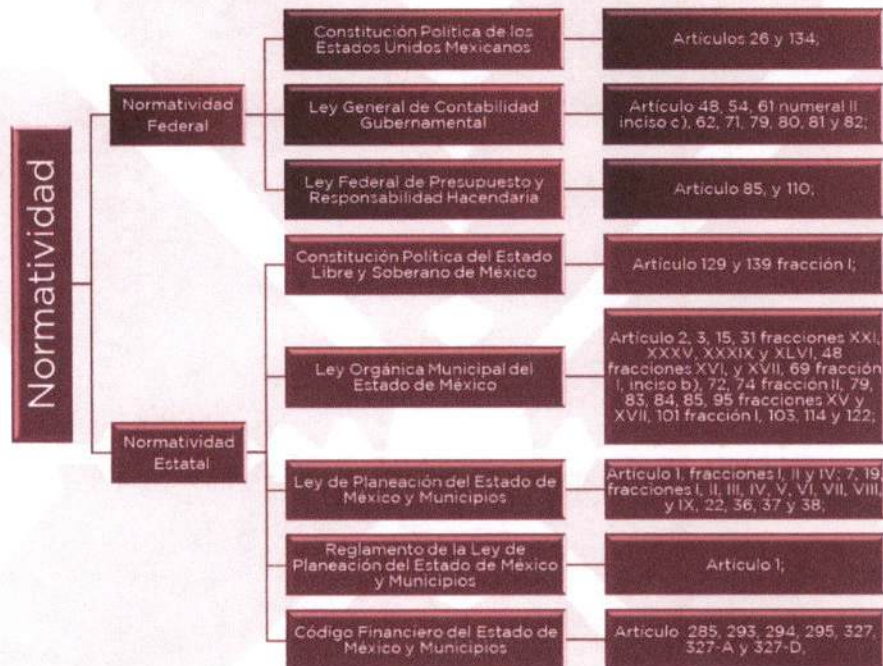 Normatividad
Normatividad
Federal
Constitución Política de los
Estados Unidos Mexicanos
Artículos 26 y 134;
Ley General de Contabilidad
Gubernamental
Artículo 48, 54, 61 numeral II
inciso c), 62, 71, 79, 80, 81 y 82;
Ley Federal de Presupuesto y
Responsabilidad Hacendaria
Artículo 85, y 110;
Normatividad
Estatal
Constitución Política del Estado
Libre y Soberano de México
Artículo 129 y 139 fracción I;
Ley Orgánica Municipal del
Estado de México
Artículo 2, 3, 15, 31 fracciones XXI,
XXXV, XXXIX y XLVI, 48
fracciones XVI, y XVII, 69 fracción
I, inciso b), 72, 74 fracción II, 79,
83, 84, 85, 95 fracciones XV y
XVII, 101 fracción I, 103, 114 y 122;
Ley de Planeación del Estado de
México y Municipios
Artículo 1, fracciones I, II y IV; 7, 19
fracciones I, II, III, IV, V, VI, VII, VIII,
y IX, 22, 36, 37 y 38;
Reglamento de la Ley de
Planeación del Estado de México
y Municipios
Artículo 1;
Código Financiero del Estado de
México y Municipios
Artículo 285, 293, 294, 295, 327,
327-A y 327-D,